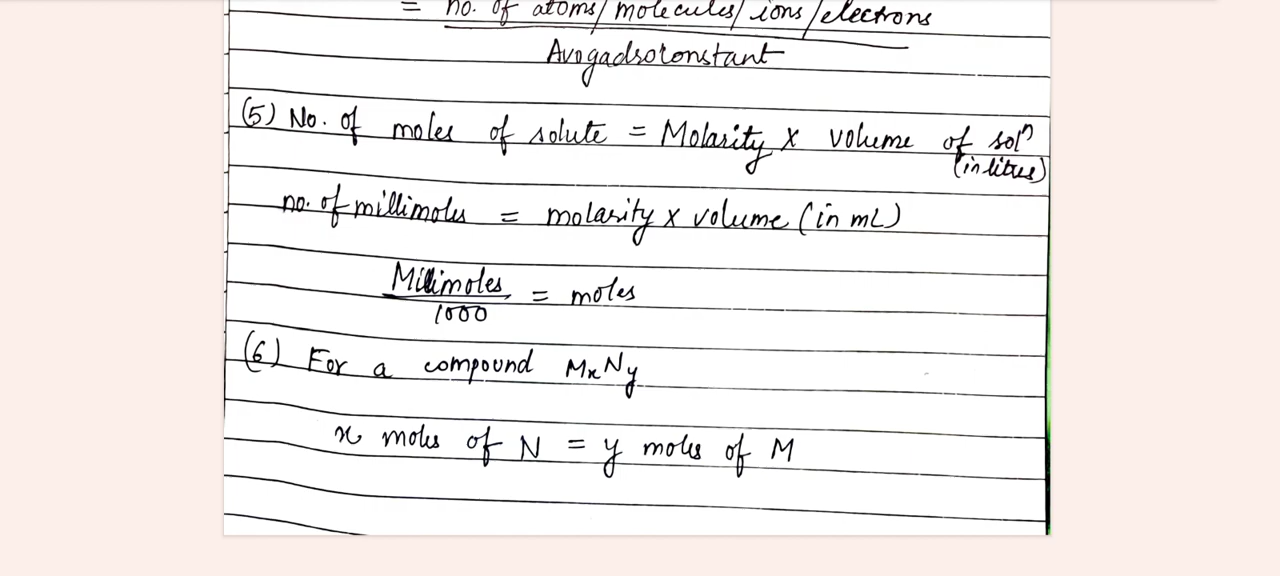 = no. of atoms/molecules/ions/electrons
Avogadroconstant
(5) No. of moles of solute = Molarity x volume of solⁿ
(in litres)
no. of millimoles = molarity x volume (in mL)
Millimoles = moles
1000
(6) For a compound MxNy
x moles of N = y moles of M